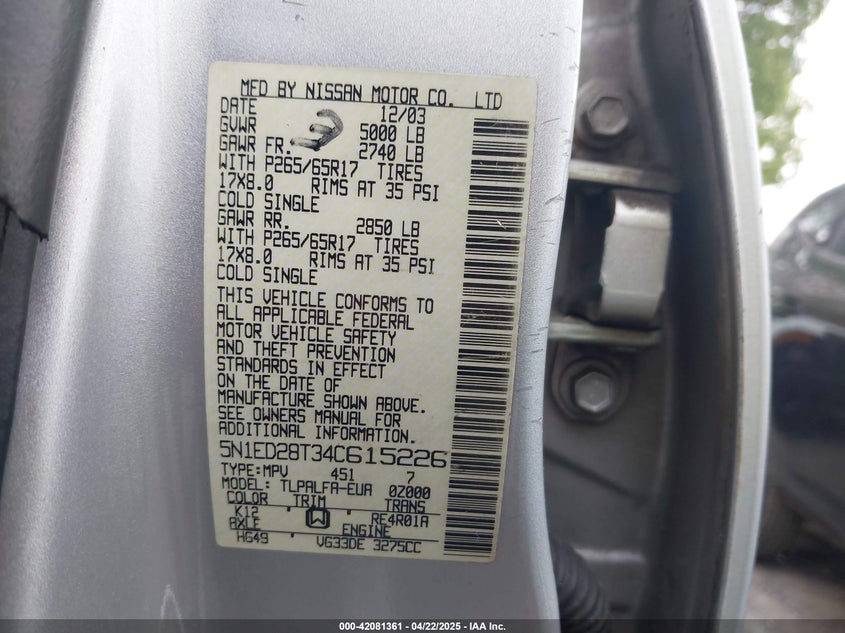 MFD BY NISSAN MOTOR CO. LTD
DATE 12/03
GVWR 5000 LB
GAWR FR. 2740 LB
WITH P265/65R17 TIRES
17X8.0 RIMS AT 35 PSI
COLD SINGLE
GAWR RR. 2850 LB
WITH P265/65R17 TIRES
17X8.0 RIMS AT 35 PSI
COLD SINGLE
THIS VEHICLE CONFORMS TO
ALL APPLICABLE FEDERAL
MOTOR VEHICLE SAFETY
AND THEFT PREVENTION
STANDARDS IN EFFECT
ON THE DATE OF
MANUFACTURE SHOWN ABOVE.
SEE OWNERS MANUAL FOR
ADDITIONAL INFORMATION.
5N1ED28T34C615226
TYPE:MPV 451 7
MODEL: TLPALFA-EUA 0Z000
COLOR TRIM TRANS
K12 W RE4R01A
AXLE ENGINE
HG49 VG33DE 3275CC
000-42081361 - 04/22/2025 - IAA Inc.